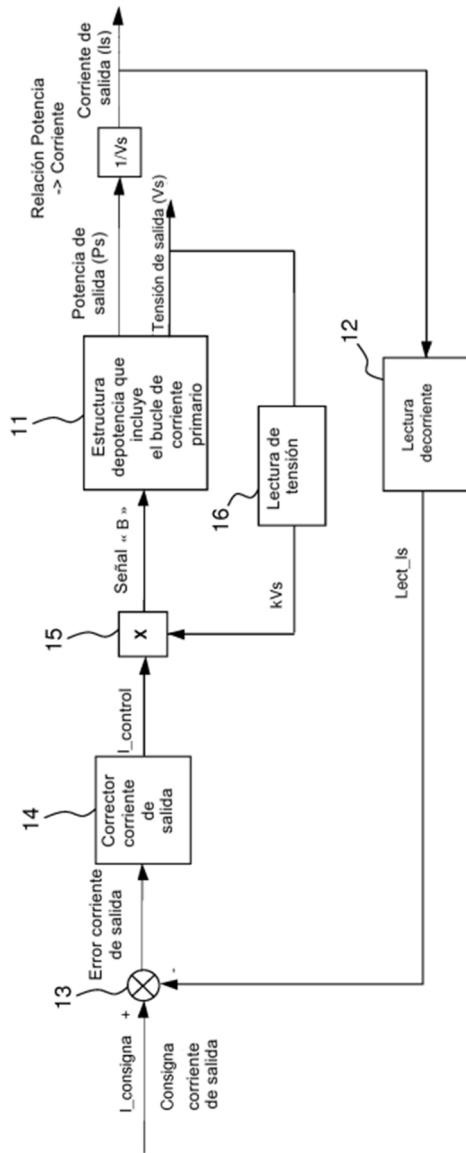 I_consigna
Consigna
corriente
de salida
+
-
13
Error corriente
de salida
14
Corrector
corriente
de
salida
I_control
15
X
Señal « B »
11
Estructura
depotencia que
incluye
el bucle de
corriente
primario
Potencia de
salida (Ps)
Tensión de salida (Vs)
Relación Potencia
-> Corriente
1/Vs
Corriente de
salida (Is)
kVs
16
Lectura de
tensión
12
Lectura
decorriente
Lect_Is